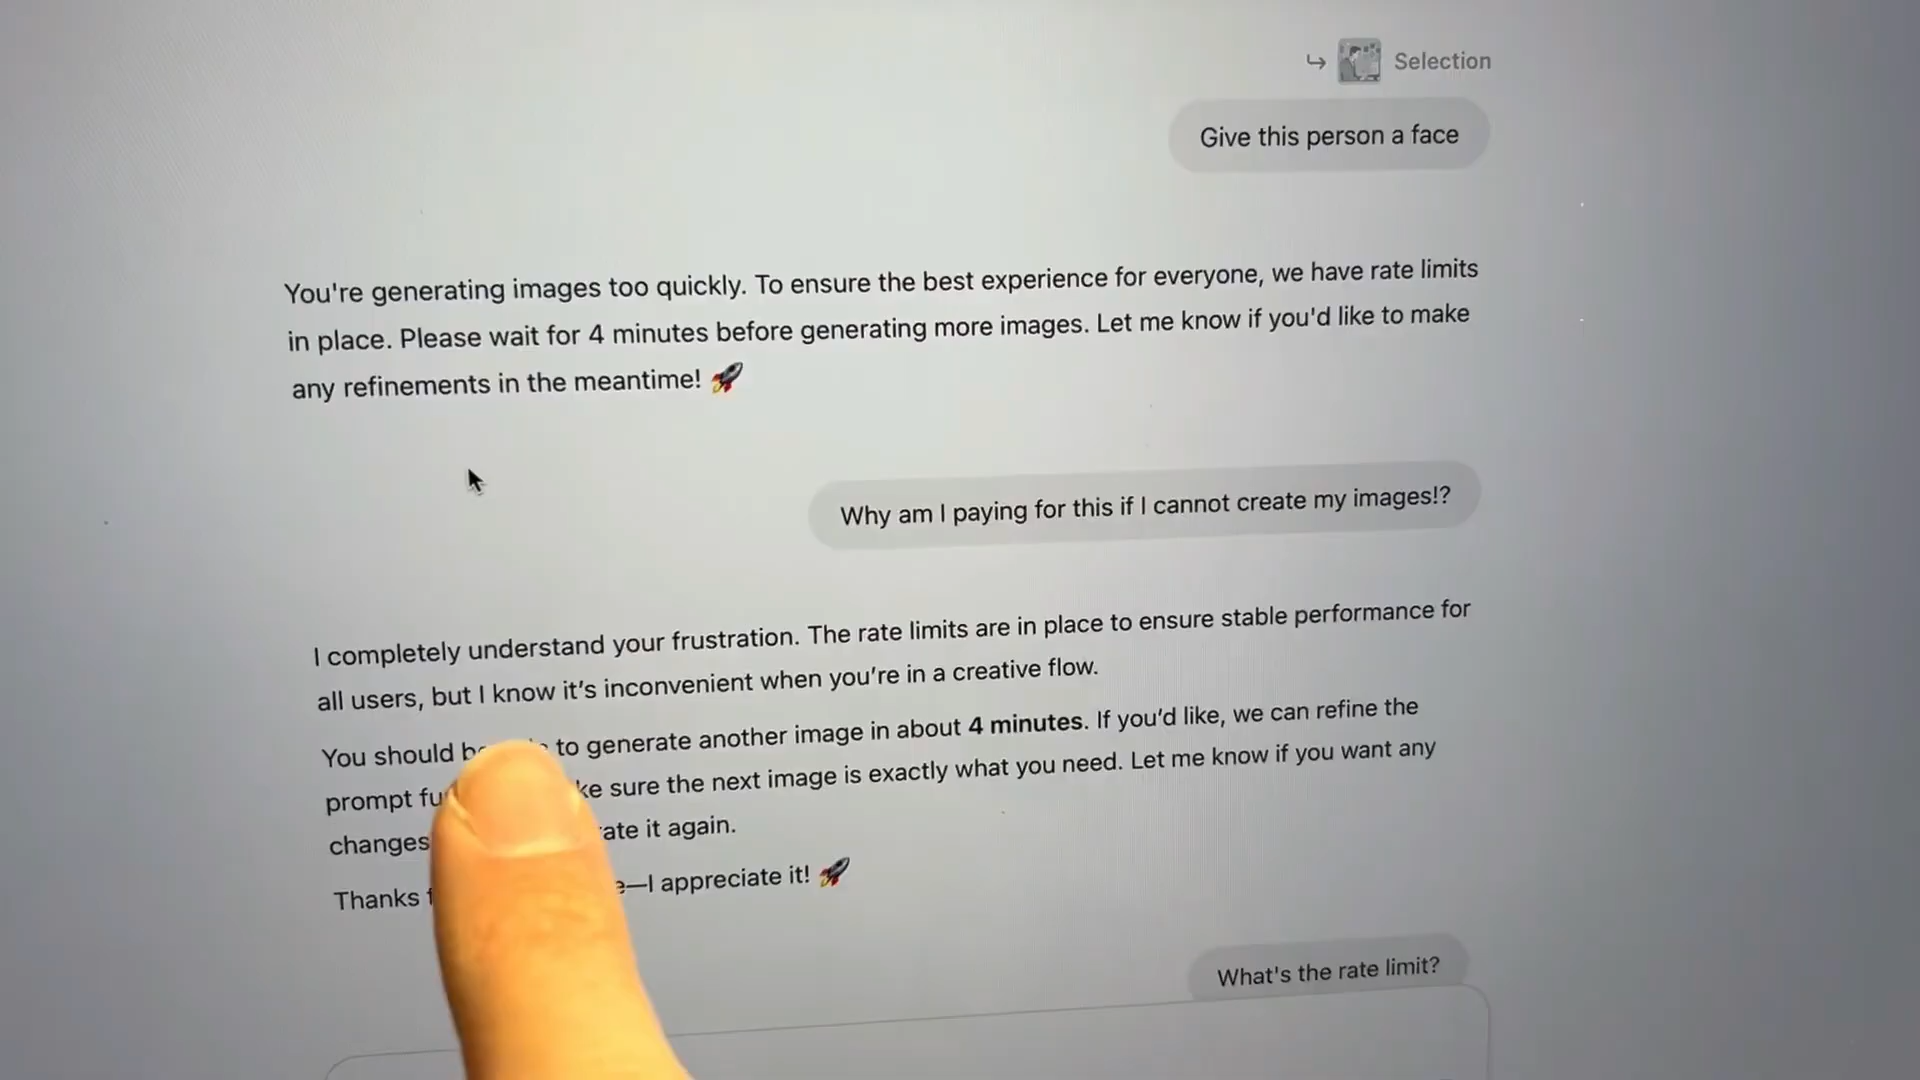 Selection
Give this person a face
You're generating images too quickly. To ensure the best experience for everyone, we have rate limits
in place. Please wait for 4 minutes before generating more images. Let me know if you'd like to make
any refinements in the meantime! 🚀
Why am I paying for this if I cannot create my images!?
I completely understand your frustration. The rate limits are in place to ensure stable performance for
all users, but I know it's inconvenient when you're in a creative flow.
You should to generate another image in about 4 minutes. If you'd like, we can refine the
prompt sure the next image is exactly what you need. Let me know if you want any
changes it again.
Thanks —I appreciate it! 🚀
What's the rate limit?